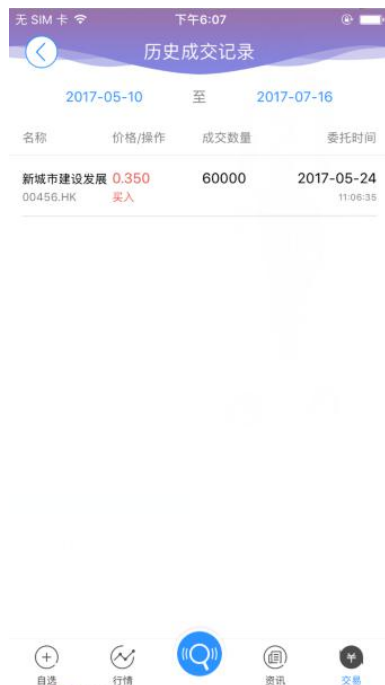 无 SIM 卡 下午6:07
历史成交记录
2017-05-10 至 2017-07-16
名称 价格/操作 成交数量 委托时间
新城市建设发展 0.350 60000 2017-05-24
00456.HK 买入 11:06:35
自选 行情 资讯 交易